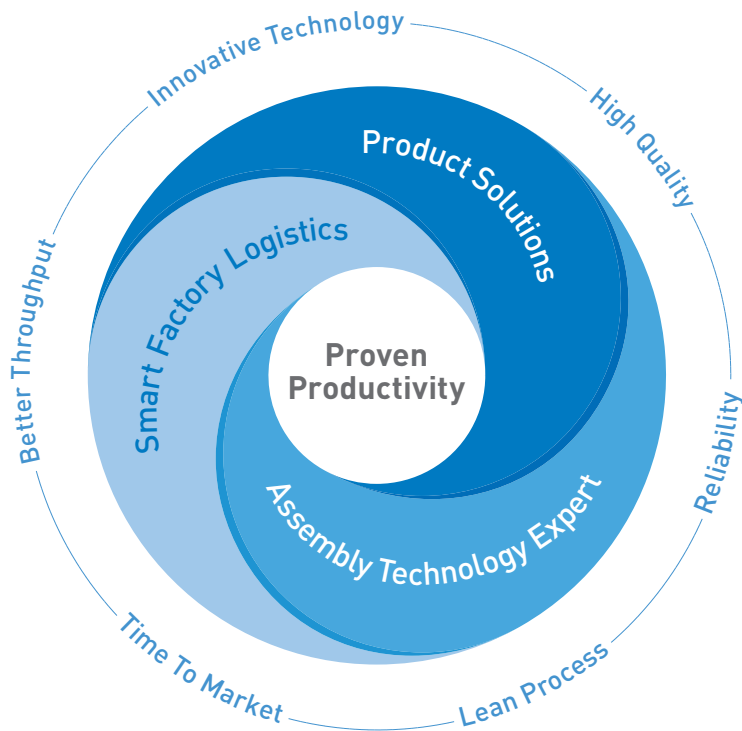 Innovative Technology
High Quality
Reliability
Lean Process
Time To Market
Better Throughput
Product Solutions
Assembly Technology Expert
Smart Factory Logistics
Proven
Productivity